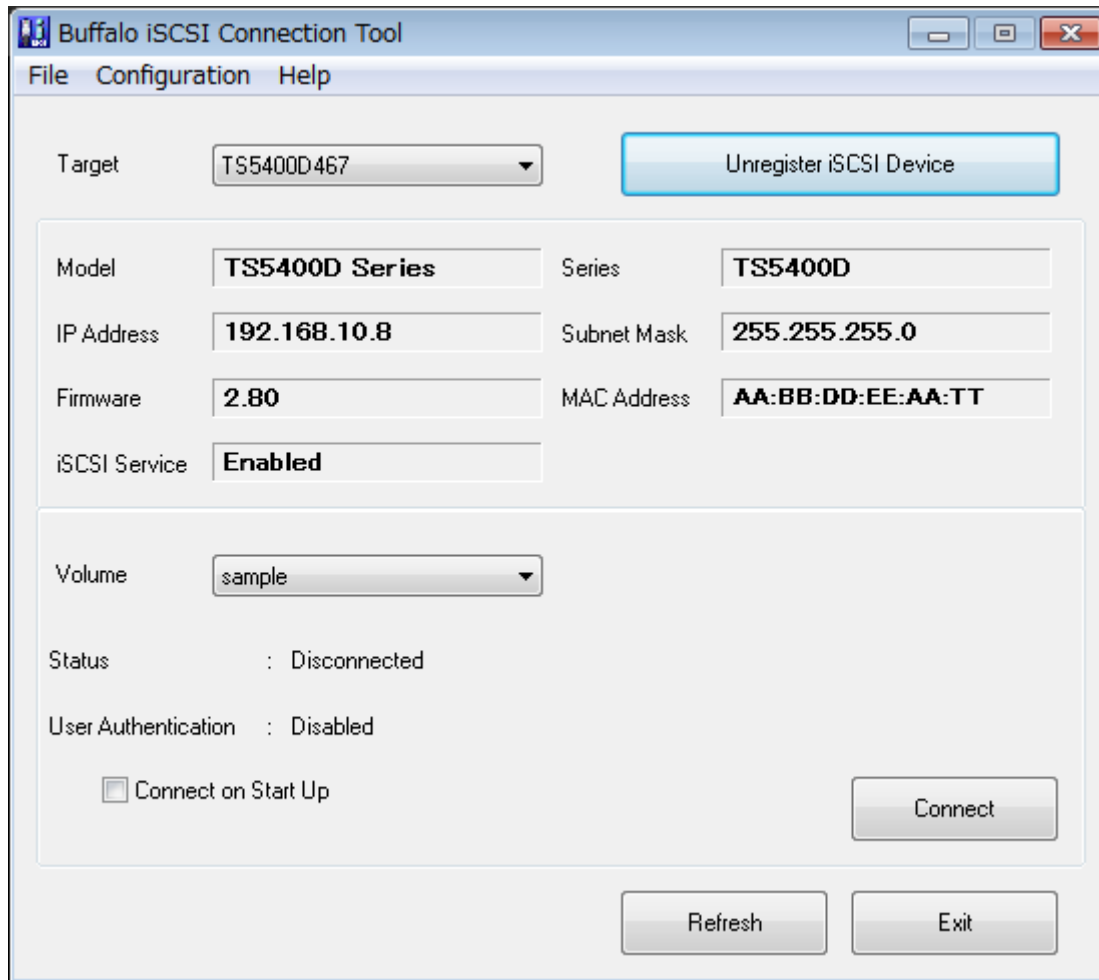 Buffalo iSCSI Connection Tool
File Configuration Help
Target TS5400D467 Unregister iSCSI Device
Model TS5400D Series Series TS5400D
IP Address 192.168.10.8 Subnet Mask 255.255.255.0
Firmware 2.80 MAC Address AA:BB:DD:EE:AA:TT
iSCSI Service Enabled
Volume sample
Status : Disconnected
User Authentication : Disabled
Connect on Start Up
Connect
Refresh Exit